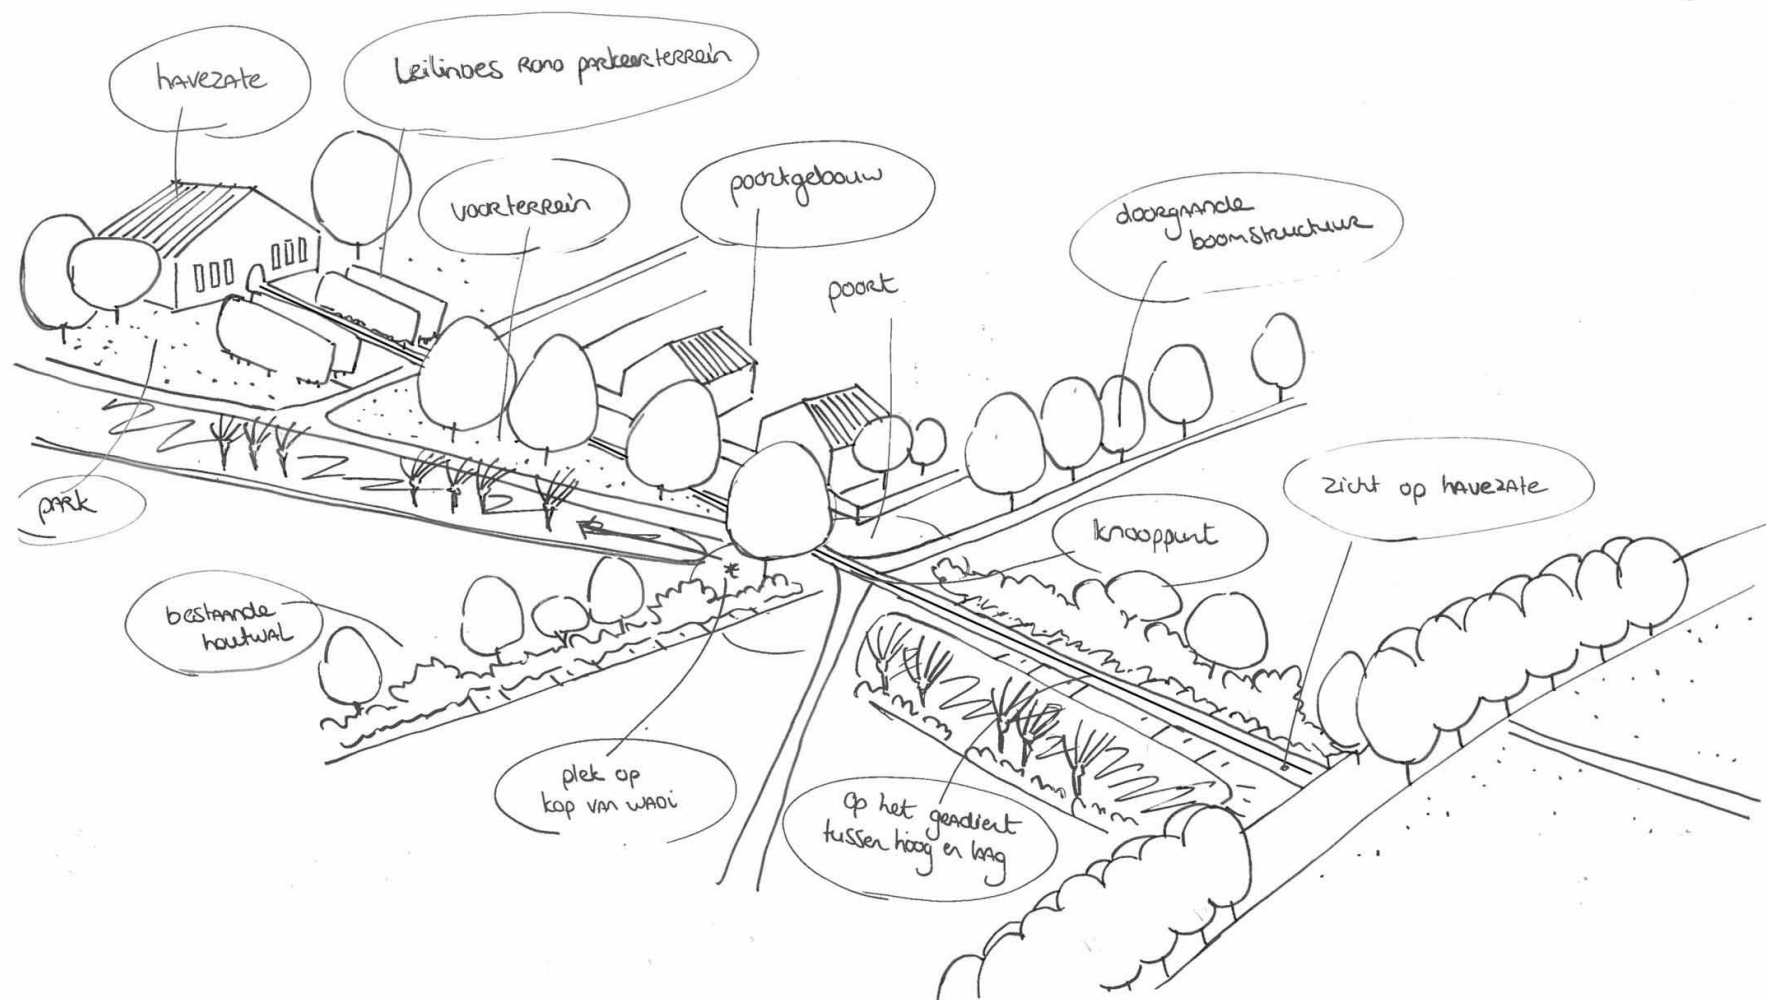 havezate
Leilindes rond parkeerterrein
voorterrein
poortgebouw
doorgaande
boomstructuur
poort
zicht op havezate
park
knooppunt
bestaande
houtwal
plek op
kop van wadi
Op het geadient
tussen hoog en laag